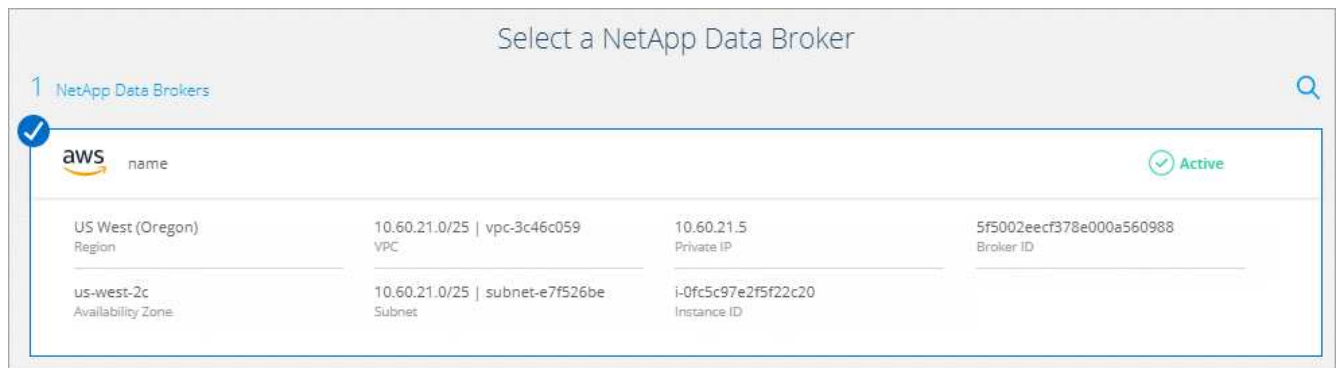 Select a NetApp Data Broker
1 NetApp Data Brokers
aws name
Active
US West (Oregon)
Region
10.60.21.0/25 | vpc-3c46c059
VPC
10.60.21.5
Private IP
5f5002eecf378e000a560988
Broker ID
us-west-2c
Availability Zone
10.60.21.0/25 | subnet-e7f526be
Subnet
i-0fc5c97e2f5f22c20
Instance ID